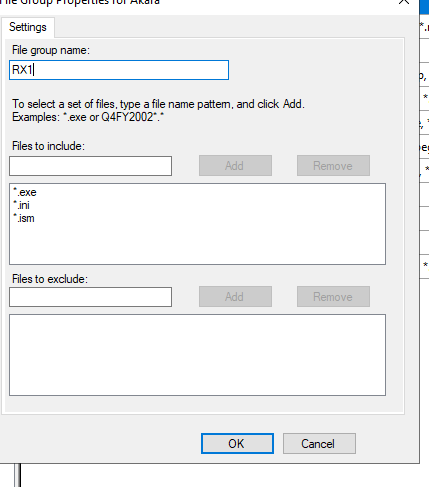 File Group Properties for Akara
Settings
File group name:
RX1
To select a set of files, type a file name pattern, and click Add.
Examples: *.exe or Q4FY2002*.*
Files to include:
Add
Remove
*.exe
*.ini
*.ism
Files to exclude:
Add
Remove
OK
Cancel